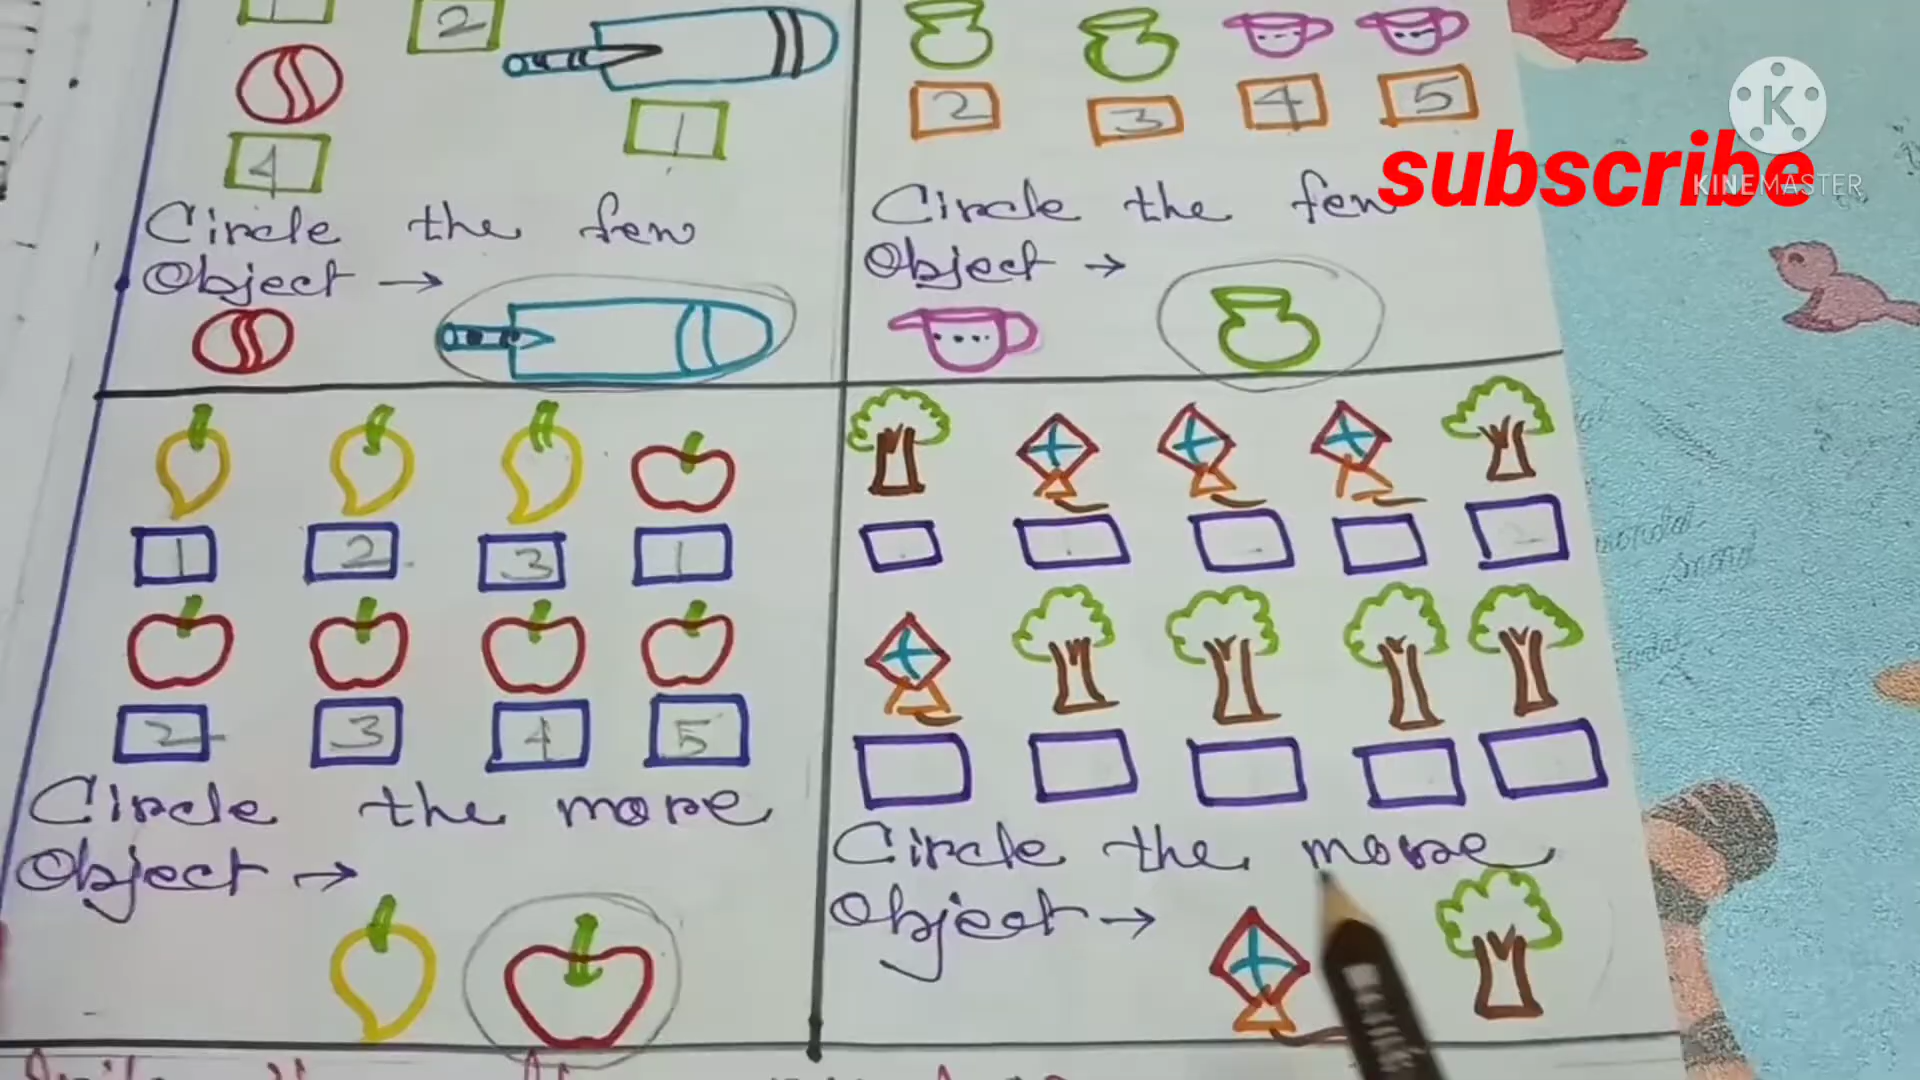 1
2
1
4
Circle the few
Object →
2 3 4 5
subscribe
K
KINEMASTER
Circle the few
Object →
1 2 3 1
2 3 4 5
Circle the more
Object →
Circle the more
Object →